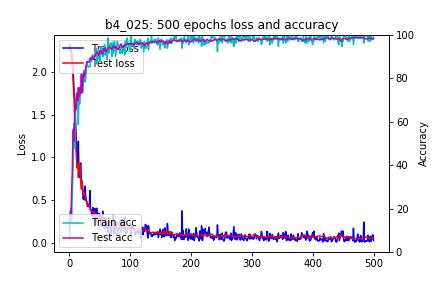 b4_025: 500 epochs loss and accuracy
Train loss
Test loss
Train acc
Test acc
Loss
Accuracy
2.0
1.5
1.0
0.5
0.0
100
80
60
40
20
0
0 100 200 300 400 500